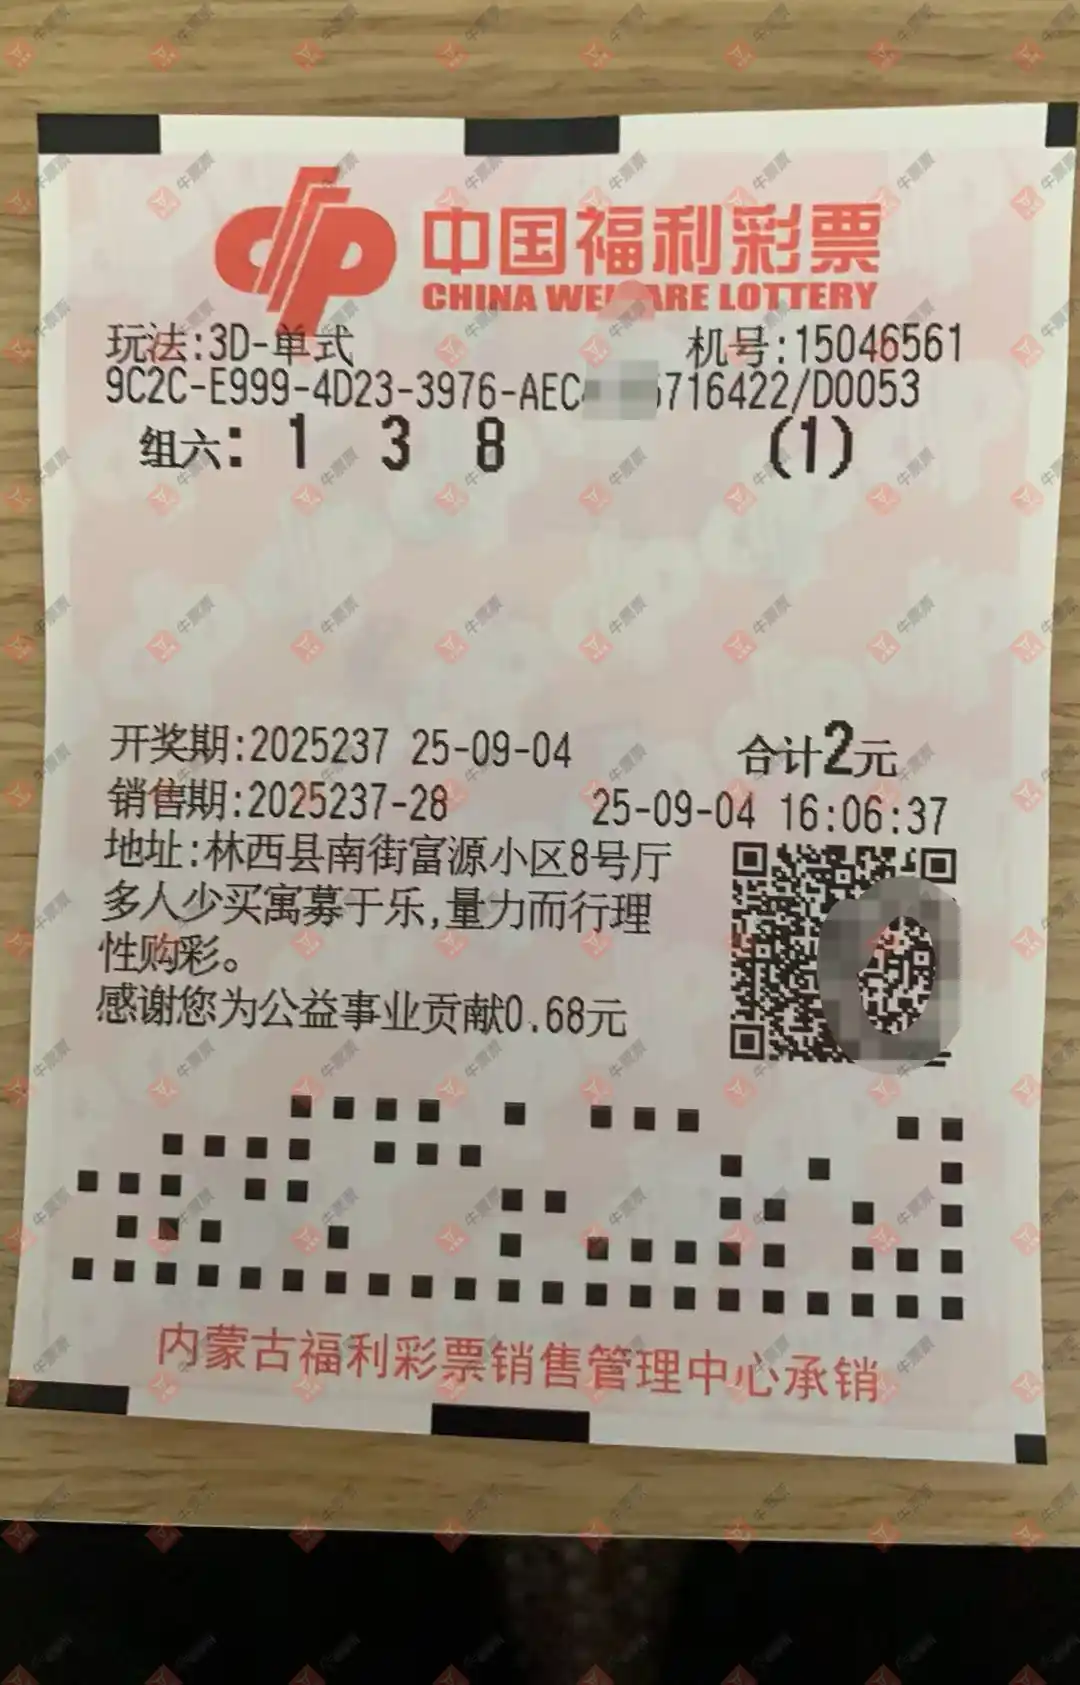 中国福利彩票
CHINA WELFARE LOTTERY
玩法:3D-单式 机号:15046561
9C2C-E999-4D23-3976-AEC 6716422/D0053
组六: 1 3 8 (1)
开奖期:2025237 25-09-04 合计2元
销售期:2025237-28 25-09-04 16:06:37
地址:林西县南街富源小区8号厅
多人少买寓募于乐,量力而行理
性购彩。
感谢您为公益事业贡献0.68元
内蒙古福利彩票销售管理中心承销
牛票票